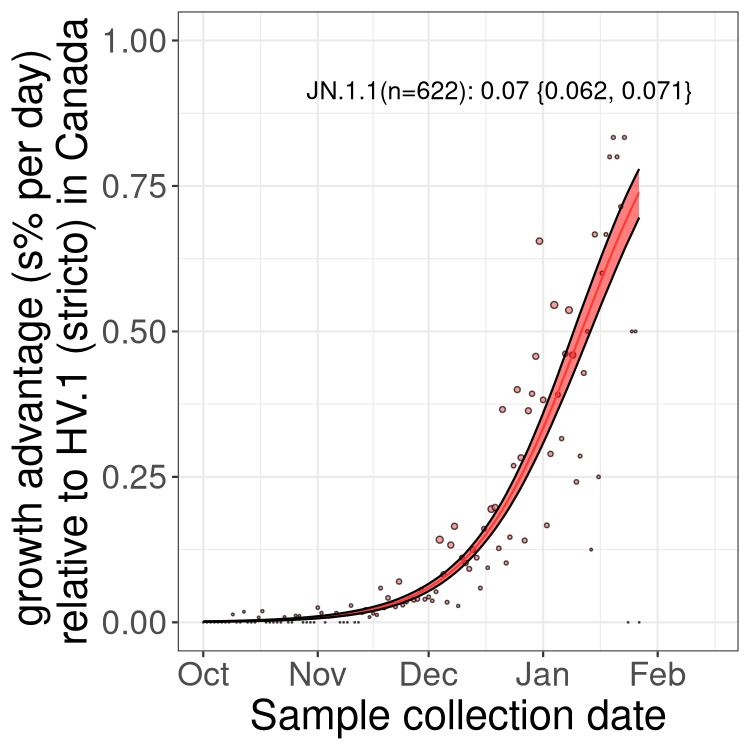 growth advantage (s% per day)
relative to HV.1 (stricto) in Canada
1.00
0.75
0.50
0.25
0.00
JN.1.1(n=622): 0.07 {0.062, 0.071}
Oct Nov Dec Jan Feb
Sample collection date